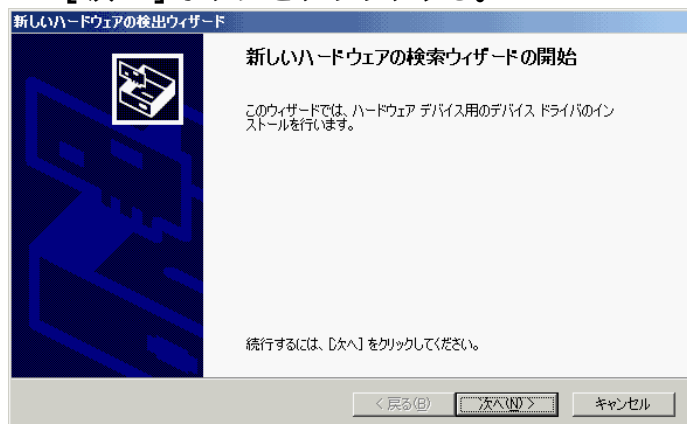 新しいハードウェアの検出ウィザード
新しいハードウェアの検索ウィザードの開始
このウィザードでは、ハードウェア デバイス用のデバイス ドライバのイン
ストールを行います。
続行するには、[次へ] をクリックしてください。
< 戻る(B)
次へ(N) >
キャンセル